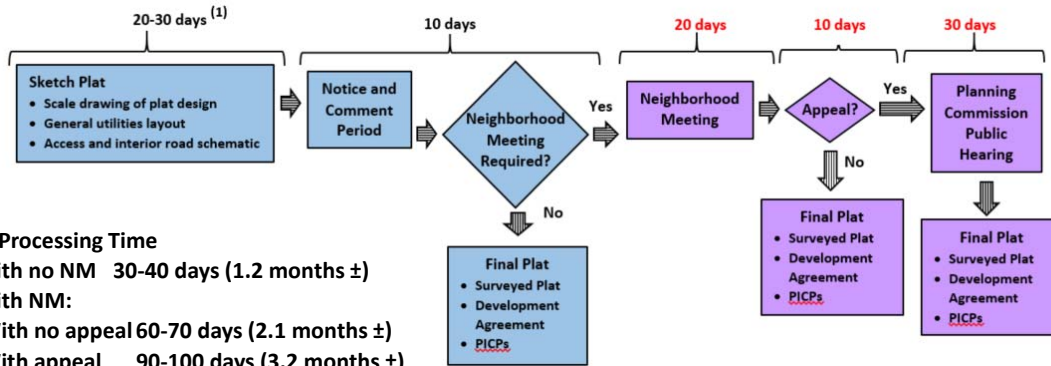 20-30 days (1)
10 days
20 days
10 days
30 days
Sketch Plat
• Scale drawing of plat design
• General utilities layout
• Access and interior road schematic
Notice and
Comment
Period
Neighborhood
Meeting
Required?
Yes
No
Neighborhood
Meeting
Appeal?
Yes
No
Planning
Commission
Public
Hearing
Final Plat
• Surveyed Plat
• Development
Agreement
• PICPs
Final Plat
• Surveyed Plat
• Development
Agreement
• PICPs
Final Plat
• Surveyed Plat
• Development
Agreement
• PICPs
Processing Time
with no NM 30-40 days (1.2 months ±)
with NM:
With no appeal 60-70 days (2.1 months ±)
With appeal 90-100 days (3.2 months ±)